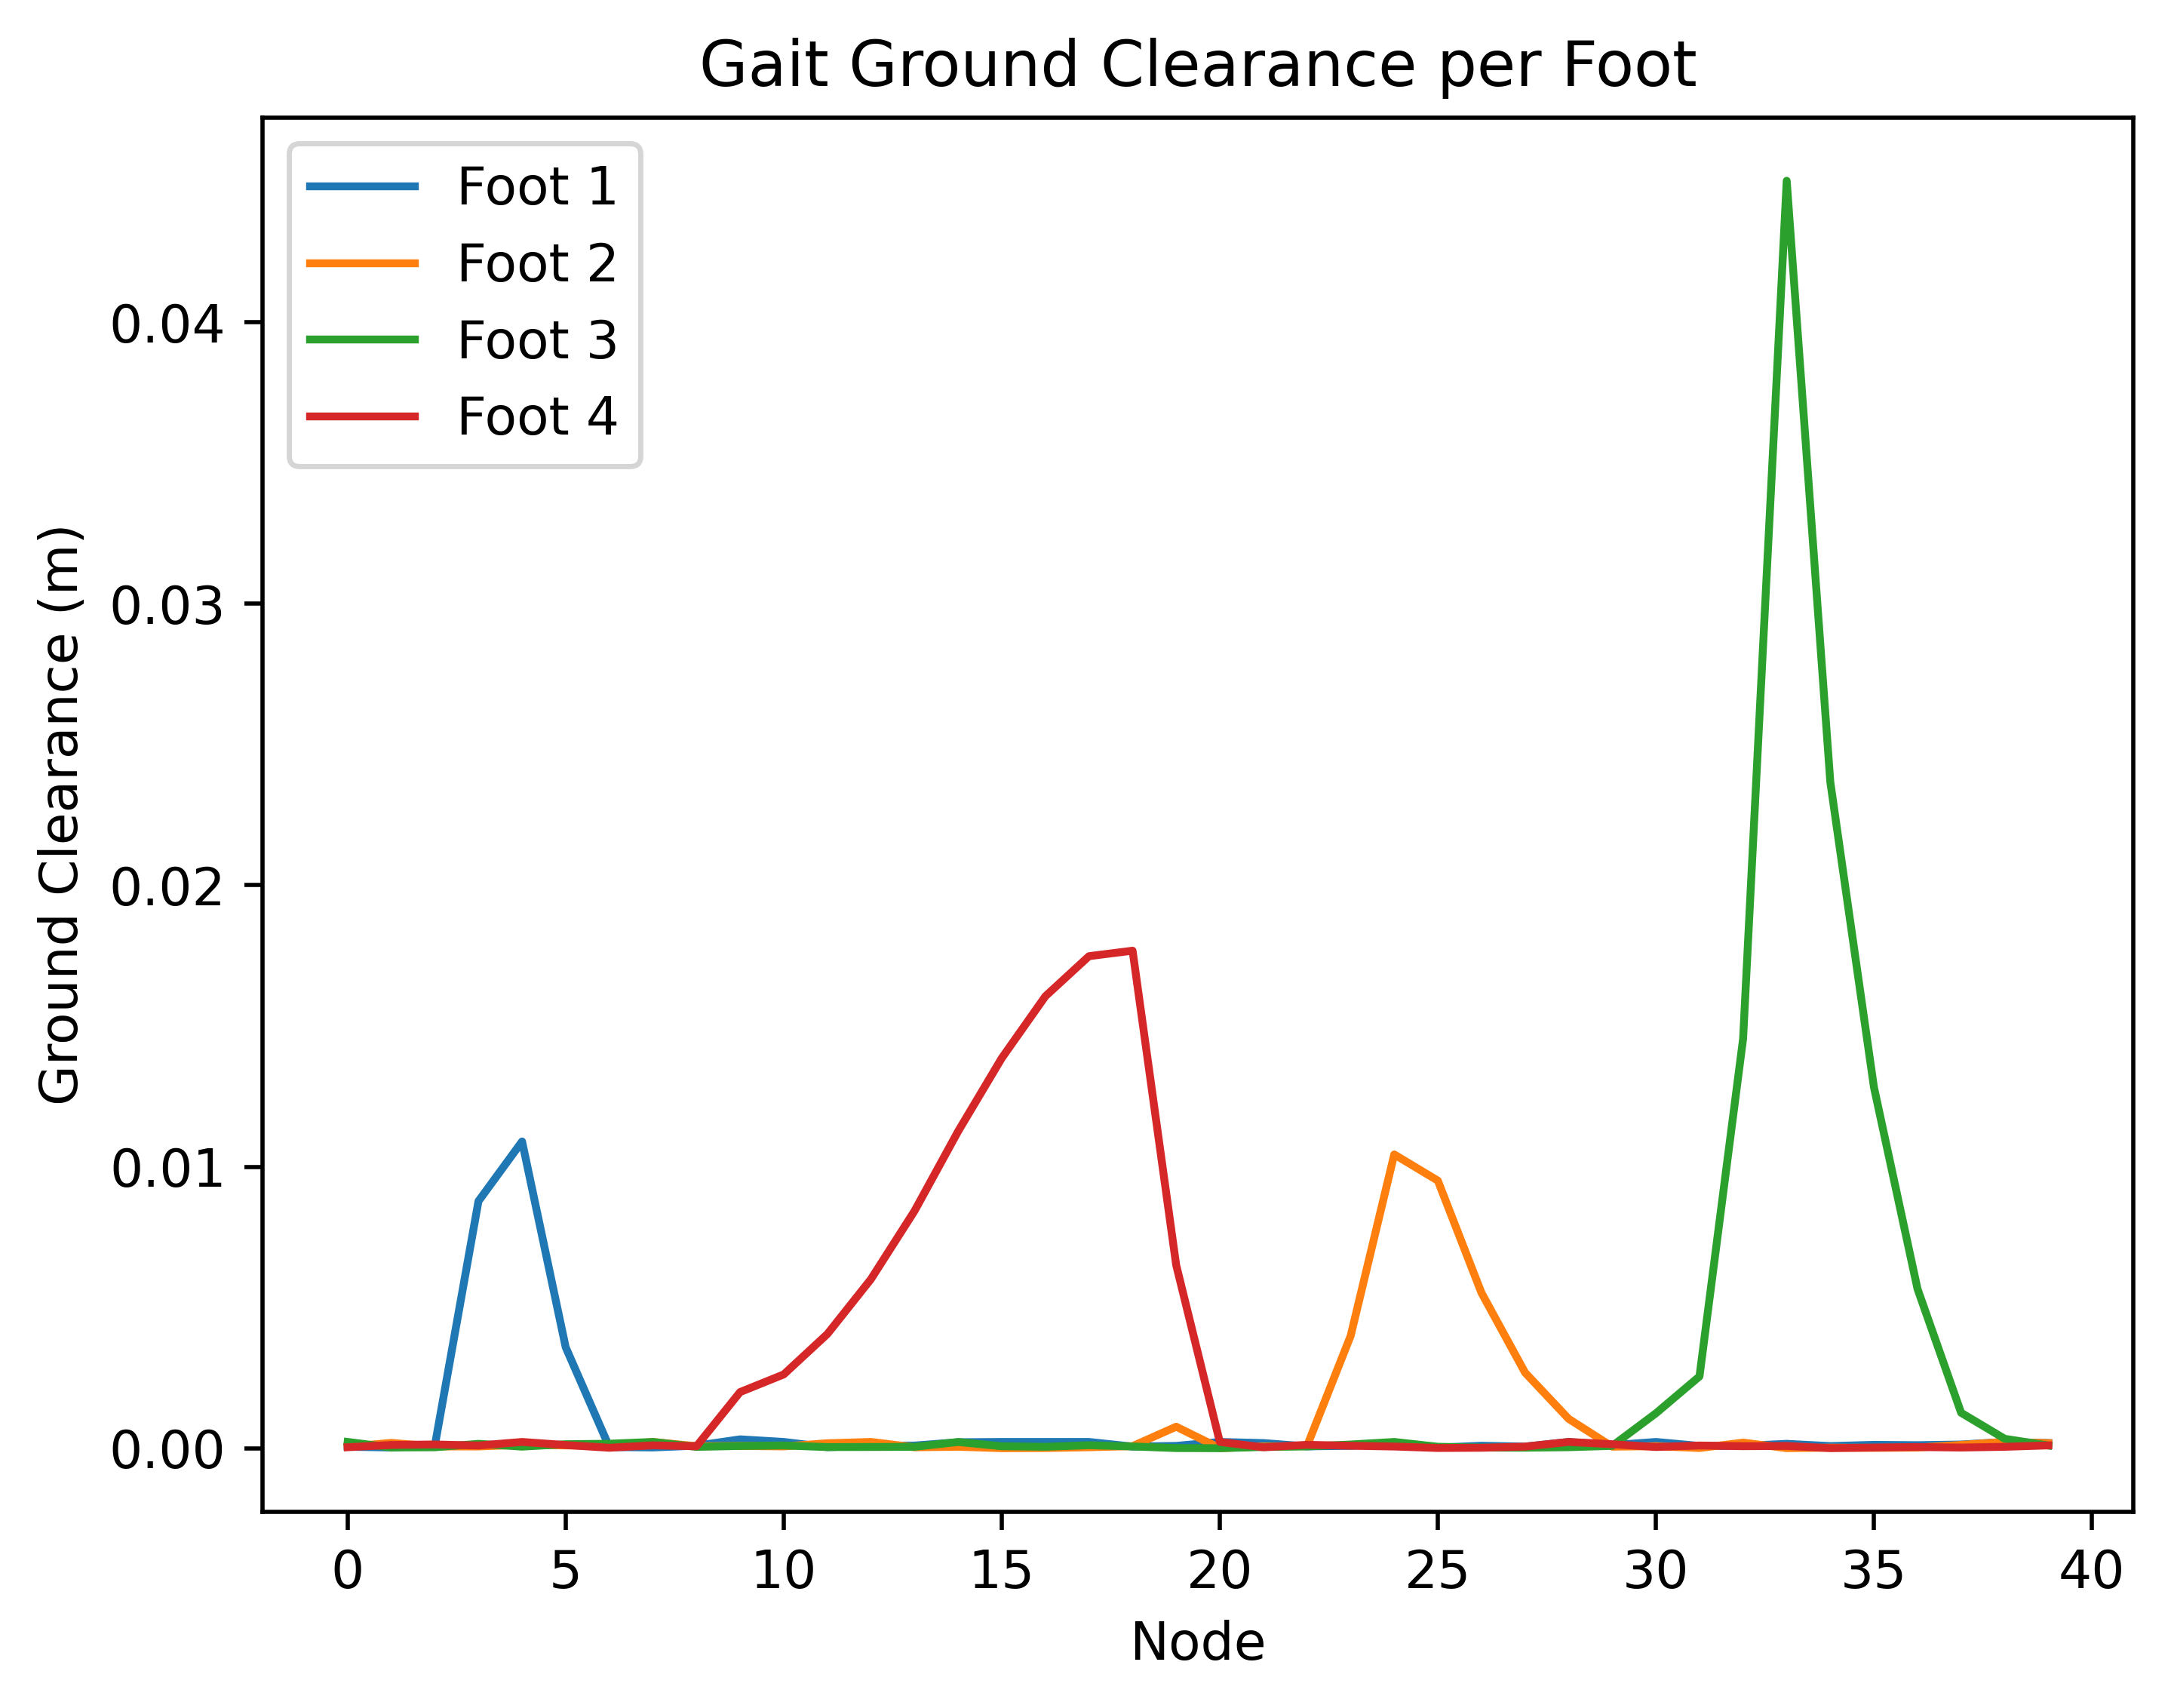 Gait Ground Clearance per Foot
Foot 1
Foot 2
Foot 3
Foot 4
Ground Clearance (m)
0.04
0.03
0.02
0.01
0.00
0 5 10 15 20 25 30 35 40
Node